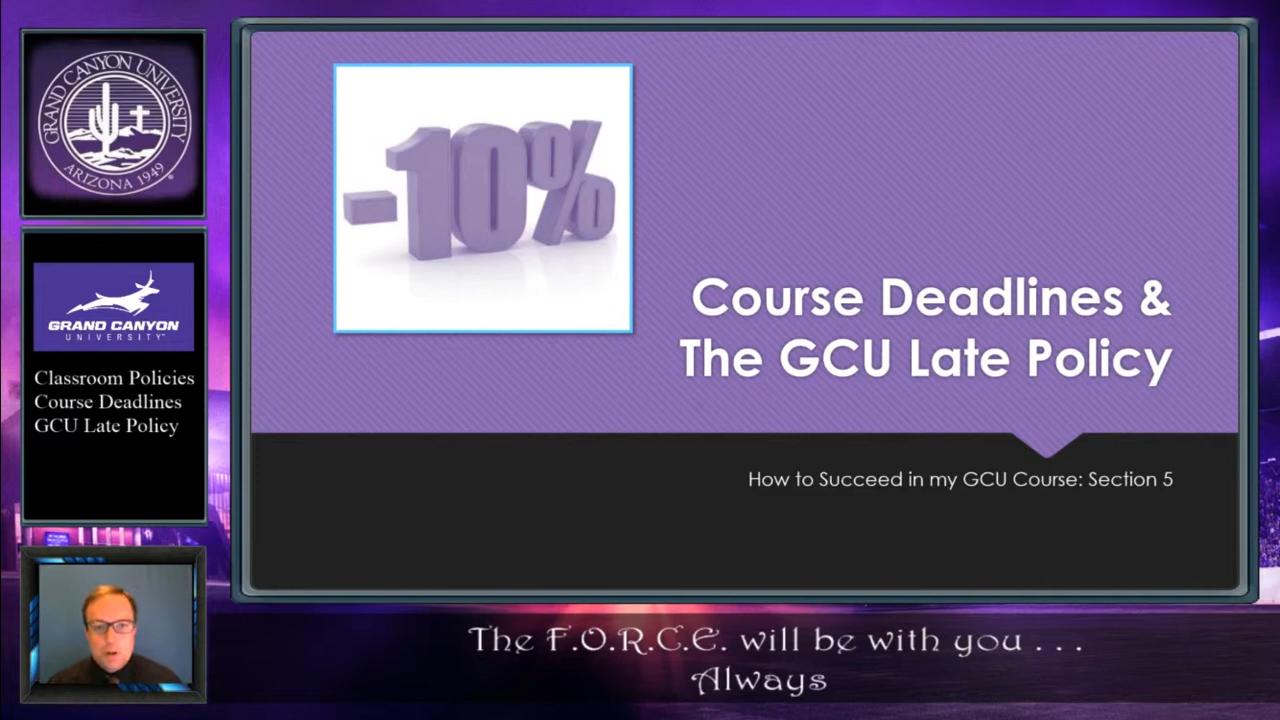 GRAND CANYON UNIVERSITY
ARIZONA 1949
GRAND CANYON
UNIVERSITY
Classroom Policies
Course Deadlines
GCU Late Policy
-10%
Course Deadlines &
The GCU Late Policy
How to Succeed in my GCU Course: Section 5
The F.O.R.C.E. will be with you . . .
Always